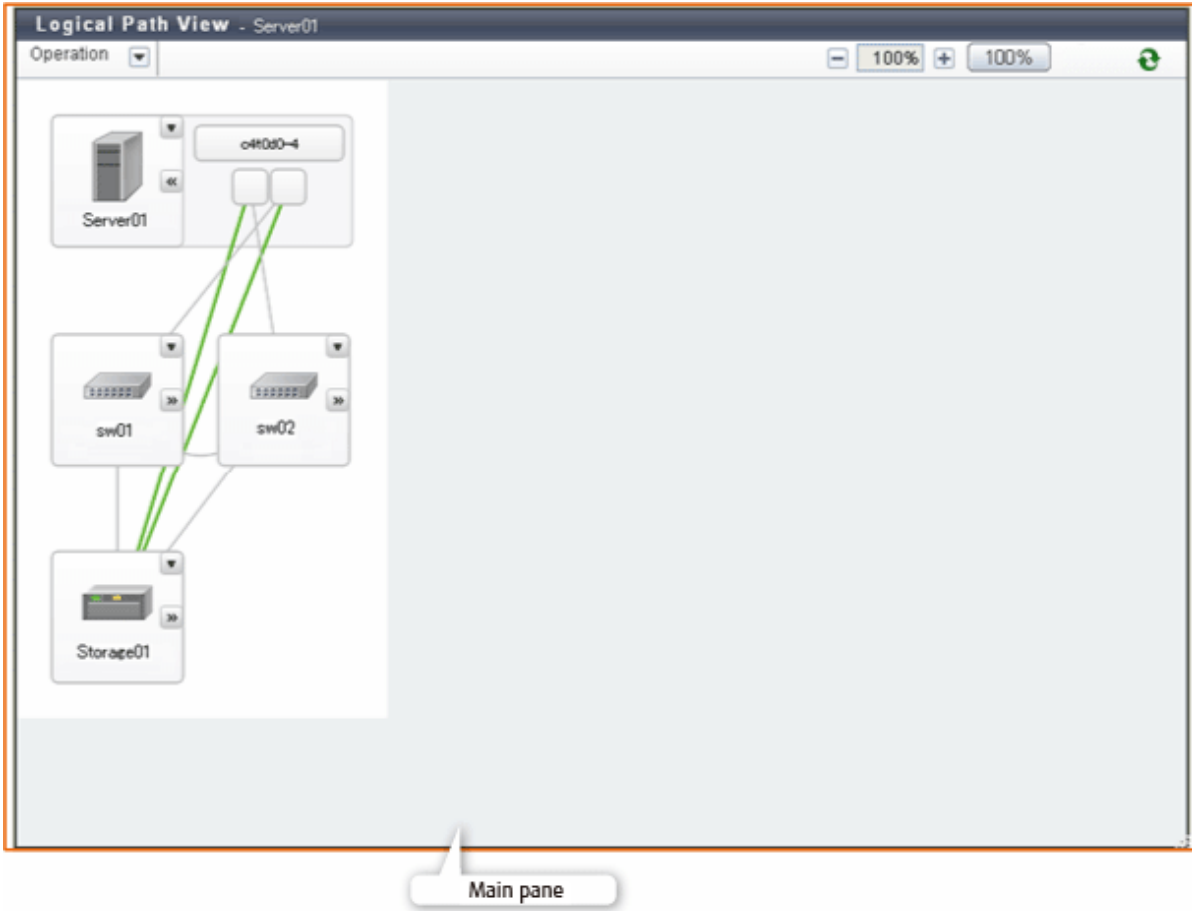 Logical Path View - Server01
Operation 100% 100%
c4t0d0-4
Server01
sw01 sw02
Storage01
Main pane